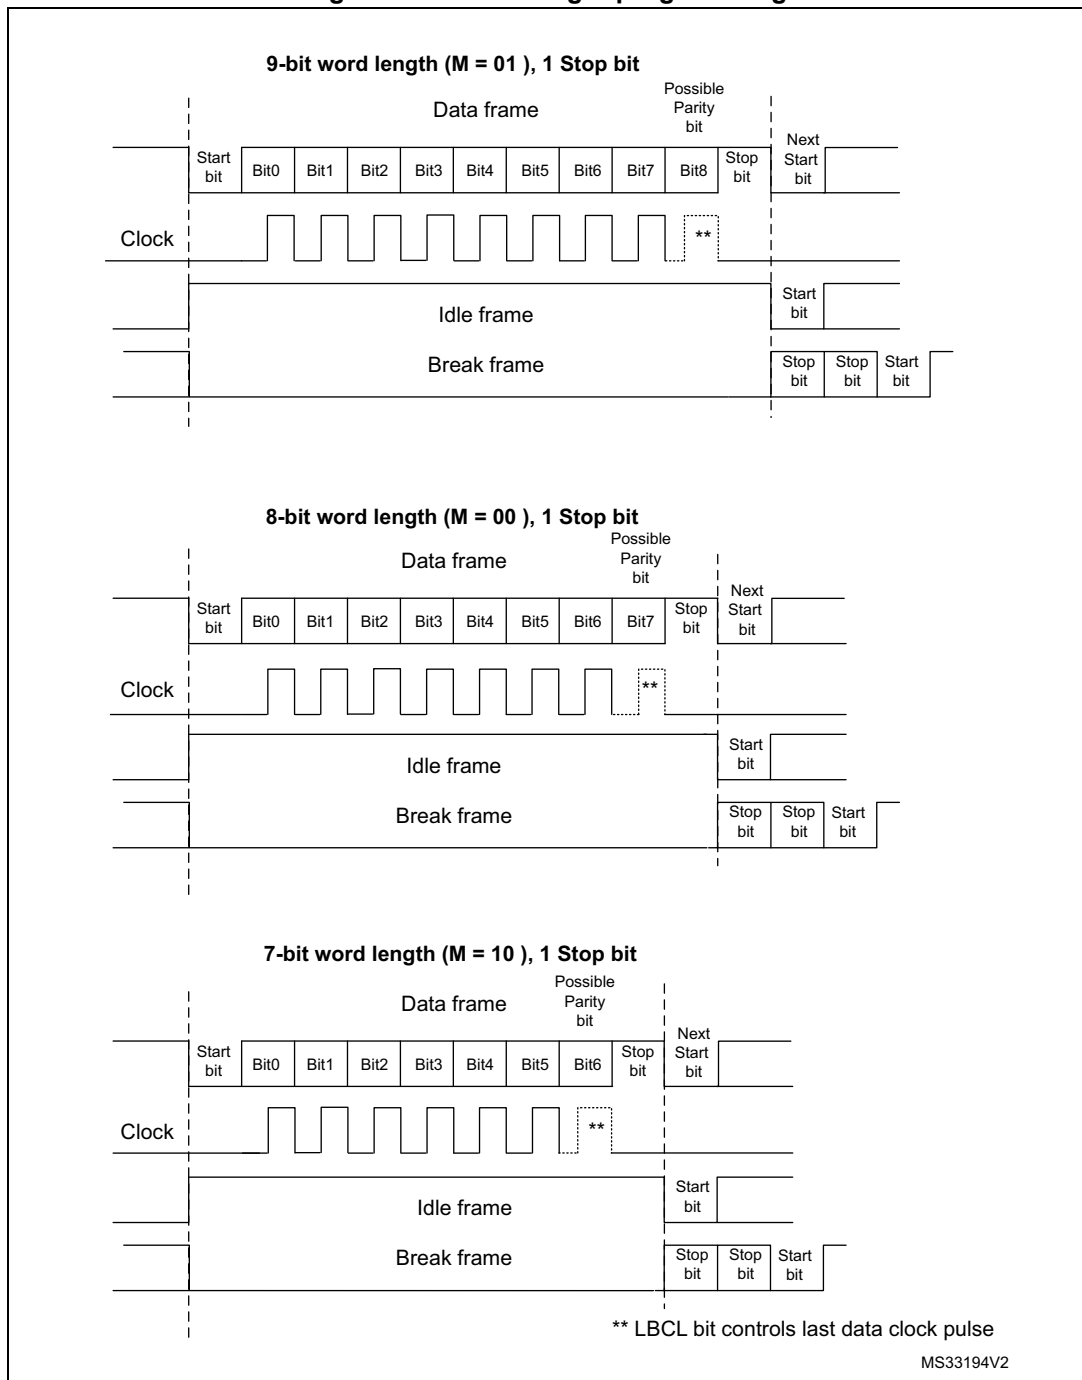 9-bit word length (M = 01 ), 1 Stop bit
Data frame
Possible
Parity
bit
Start
bit
Bit0
Bit1
Bit2
Bit3
Bit4
Bit5
Bit6
Bit7
Bit8
Stop
bit
Next
Start
bit
Clock
**
Idle frame
Start
bit
Break frame
Stop
bit
Stop
bit
Start
bit
8-bit word length (M = 00 ), 1 Stop bit
Data frame
Possible
Parity
bit
Start
bit
Bit0
Bit1
Bit2
Bit3
Bit4
Bit5
Bit6
Bit7
Stop
bit
Next
Start
bit
Clock
**
Idle frame
Start
bit
Break frame
Stop
bit
Stop
bit
Start
bit
7-bit word length (M = 10 ), 1 Stop bit
Data frame
Possible
Parity
bit
Start
bit
Bit0
Bit1
Bit2
Bit3
Bit4
Bit5
Bit6
Stop
bit
Next
Start
bit
Clock
**
Idle frame
Start
bit
Break frame
Stop
bit
Stop
bit
Start
bit
** LBCL bit controls last data clock pulse
MS33194V2